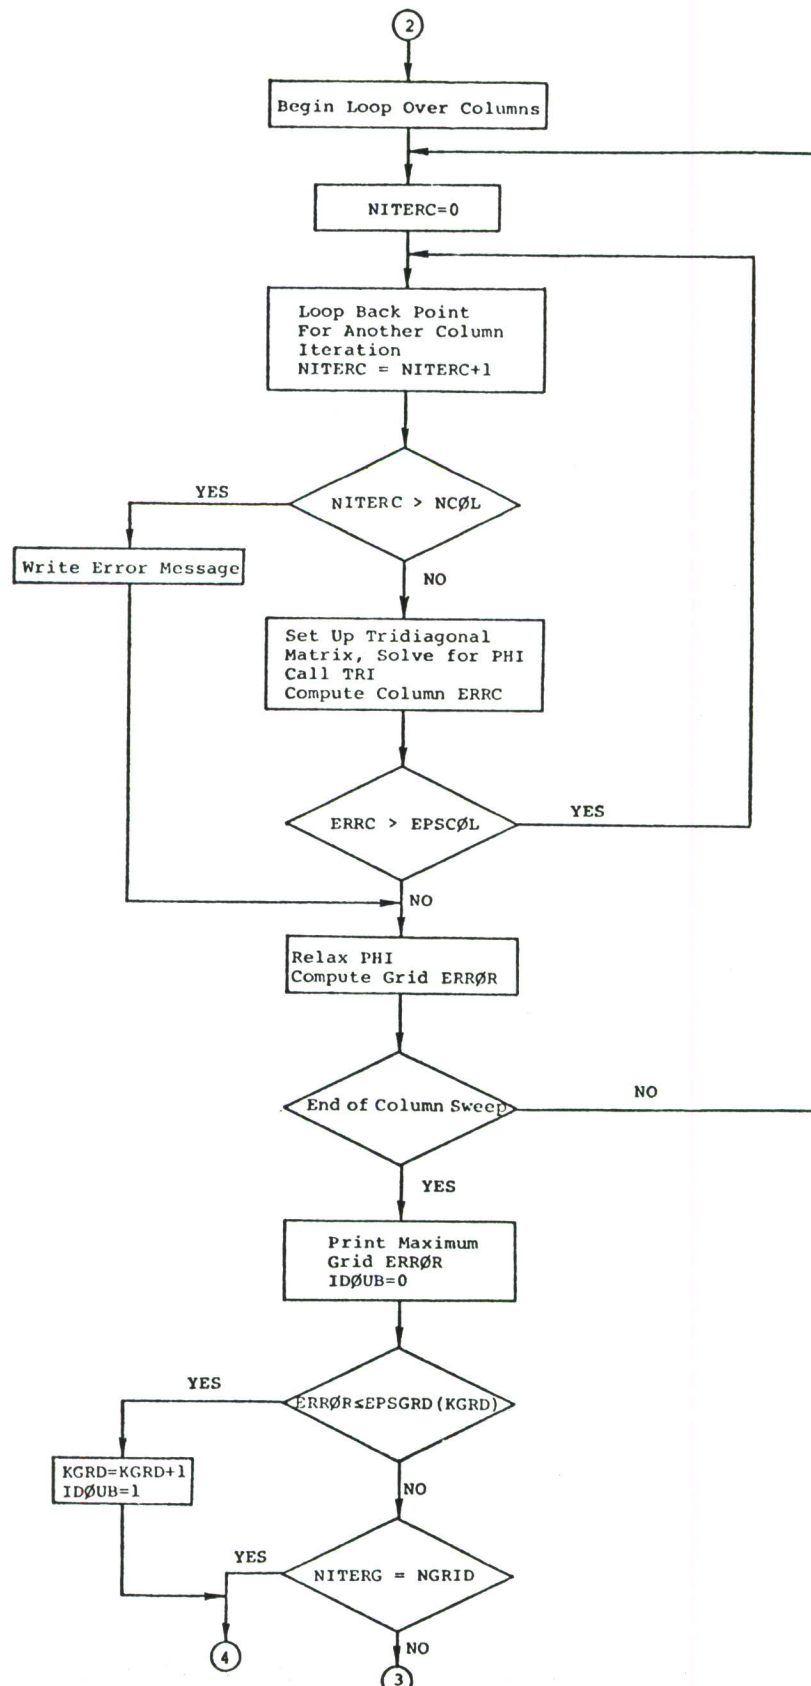 2
Begin Loop Over Columns
NITERC=0
Loop Back Point
For Another Column
Iteration
NITERC = NITERC+1
YES
NITERC > NCØL
Write Error Message
NO
Set Up Tridiagonal
Matrix, Solve for PHI
Call TRI
Compute Column ERRC
ERRC > EPSCØL
YES
NO
Relax PHI
Compute Grid ERRØR
End of Column Sweep
NO
YES
Print Maximum
Grid ERRØR
IDØUB=0
YES
ERRØR≤EPSGRD(KGRD)
KGRD=KGRD+1
IDØUB=1
NO
YES
NITERG = NGRID
4
NO
3